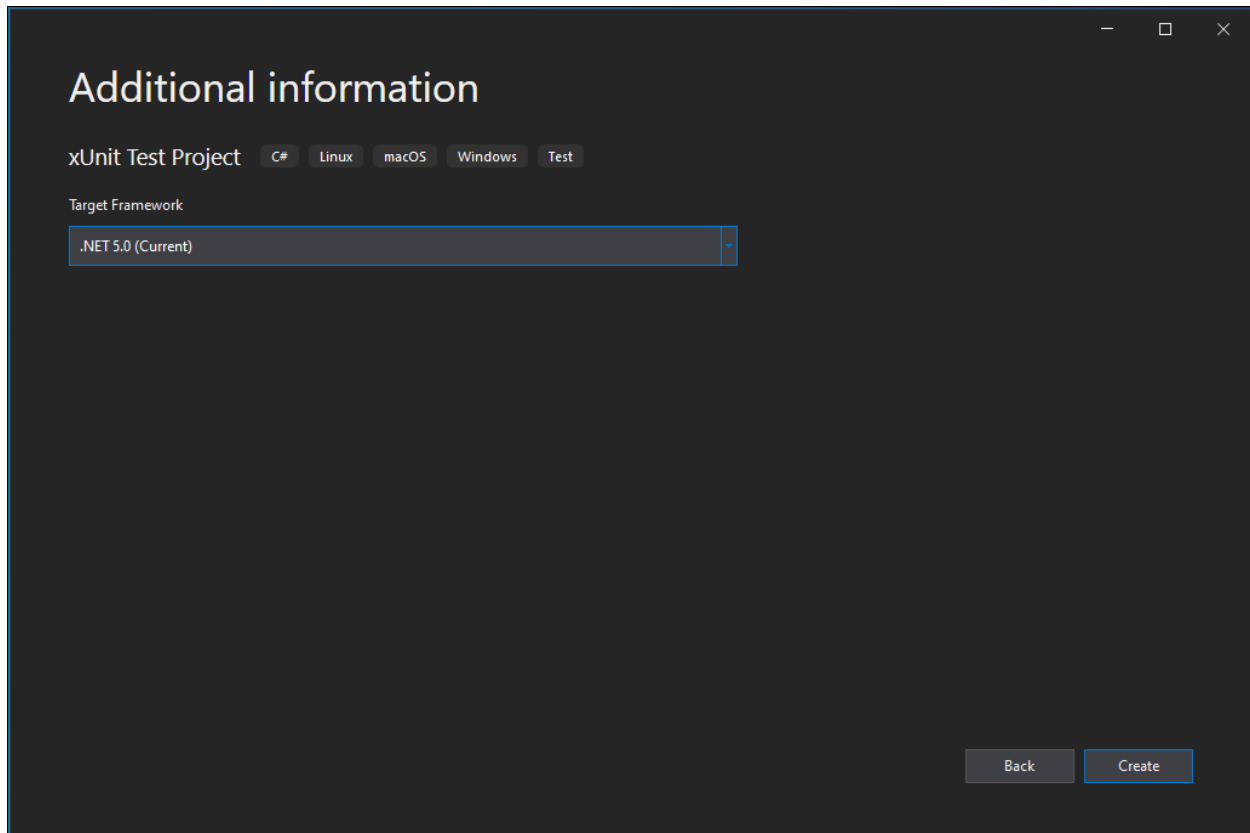 Additional information
xUnit Test Project C# Linux macOS Windows Test
Target Framework
.NET 5.0 (Current)
Back Create